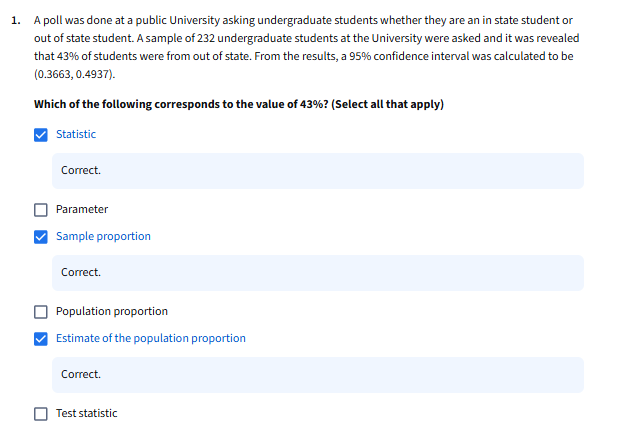 1. A poll was done at a public University asking undergraduate students whether they are an in state student or
out of state student. A sample of 232 undergraduate students at the University were asked and it was revealed
that 43% of students were from out of state. From the results, a 95% confidence interval was calculated to be
(0.3663, 0.4937).
Which of the following corresponds to the value of 43%? (Select all that apply)
Statistic
Correct.
Parameter
Sample proportion
Correct.
Population proportion
Estimate of the population proportion
Correct.
Test statistic